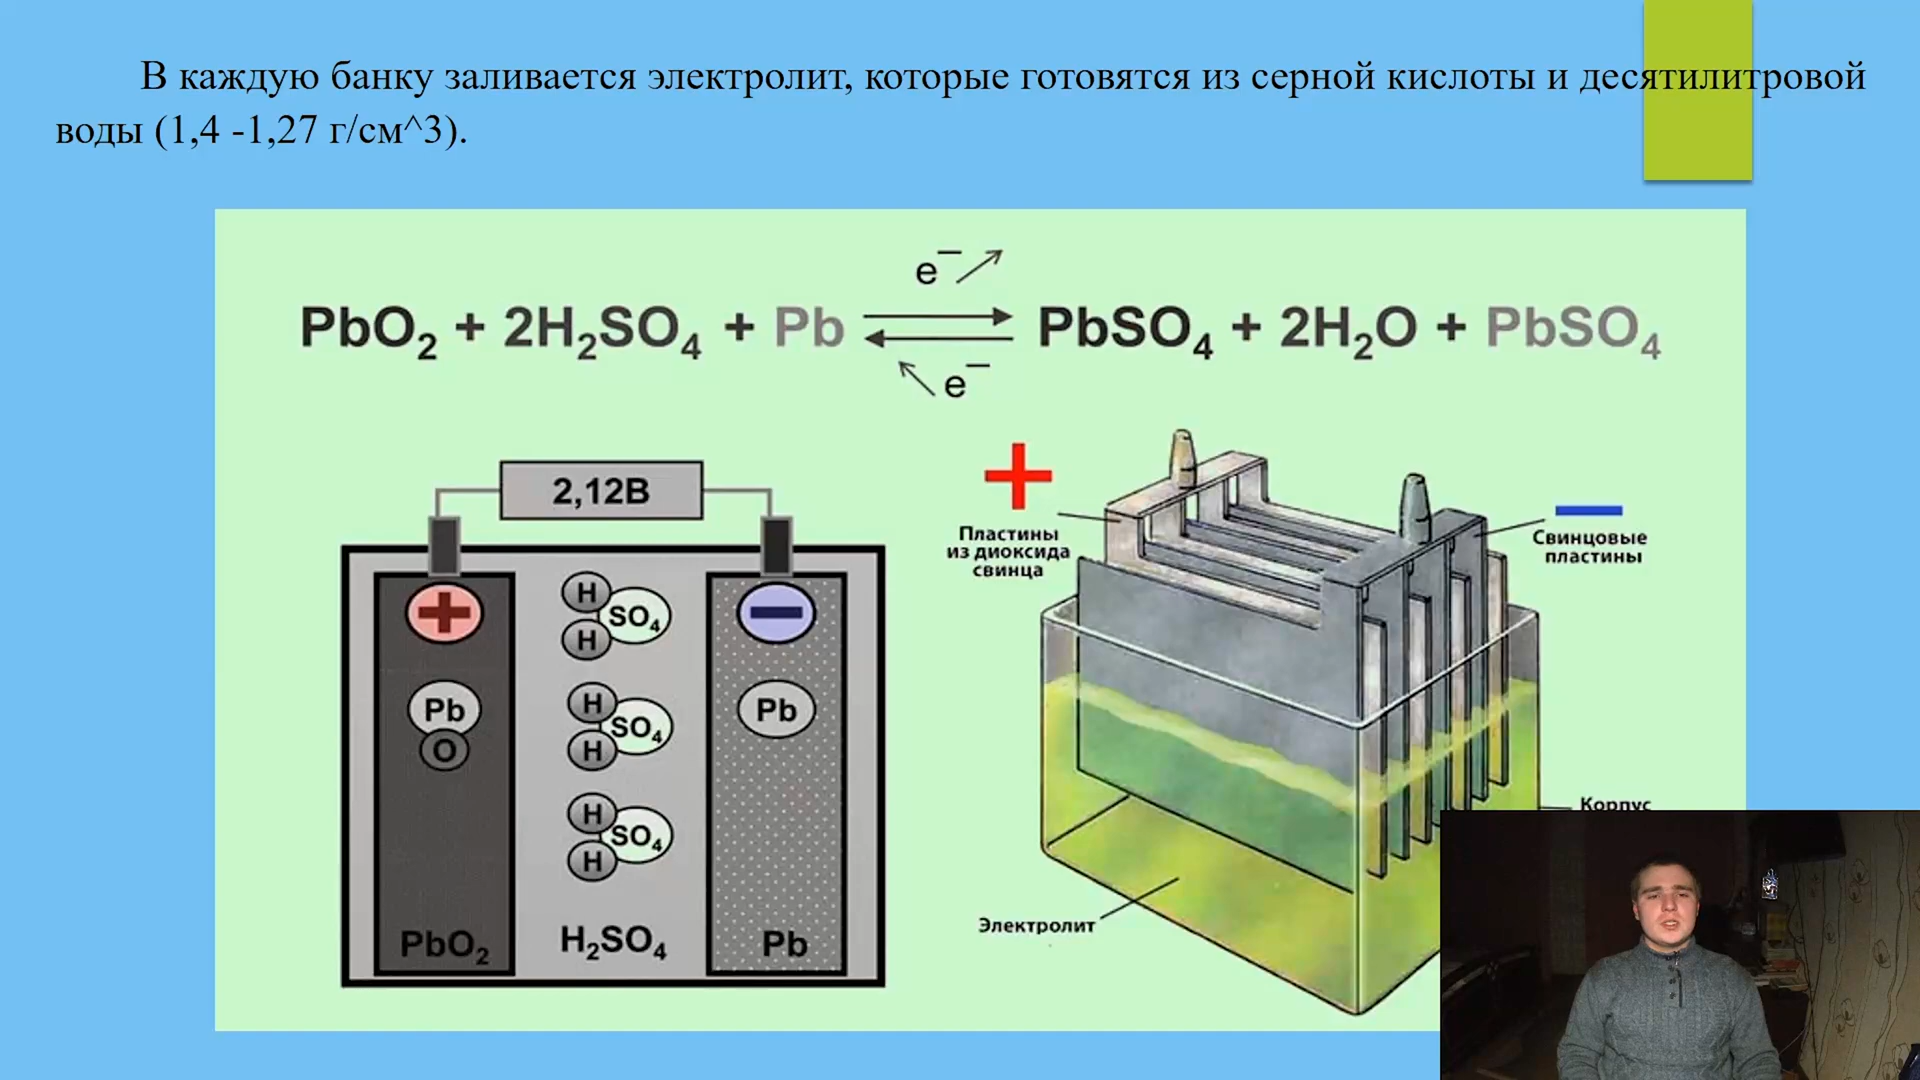 В каждую банку заливается электролит, которые готовятся из серной кислоты и десятилитровой
воды (1,4 -1,27 г/см^3).
e⁻
PbO₂ + 2H₂SO₄ + Pb ⇄ PbSO₄ + 2H₂O + PbSO₄
e⁻
2,12В
+
Пластины
из диоксида
свинца
−
Свинцовые
пластины
+
H
SO₄
H
−
Pb
O
H
SO₄
H
Pb
H
SO₄
H
PbO₂
H₂SO₄
Pb
Корпус
Электролит